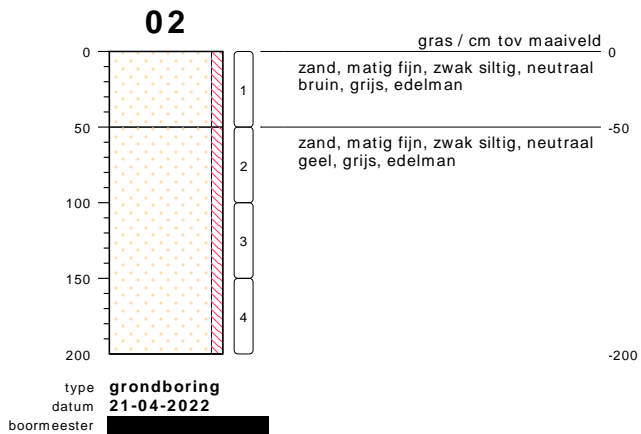 02
gras / cm tov maaiveld
0
0
zand, matig fijn, zwak siltig, neutraal
bruin, grijs, edelman
1
50
-50
zand, matig fijn, zwak siltig, neutraal
geel, grijs, edelman
2
100
3
150
4
200
-200
type grondboring
datum 21-04-2022
boormeester